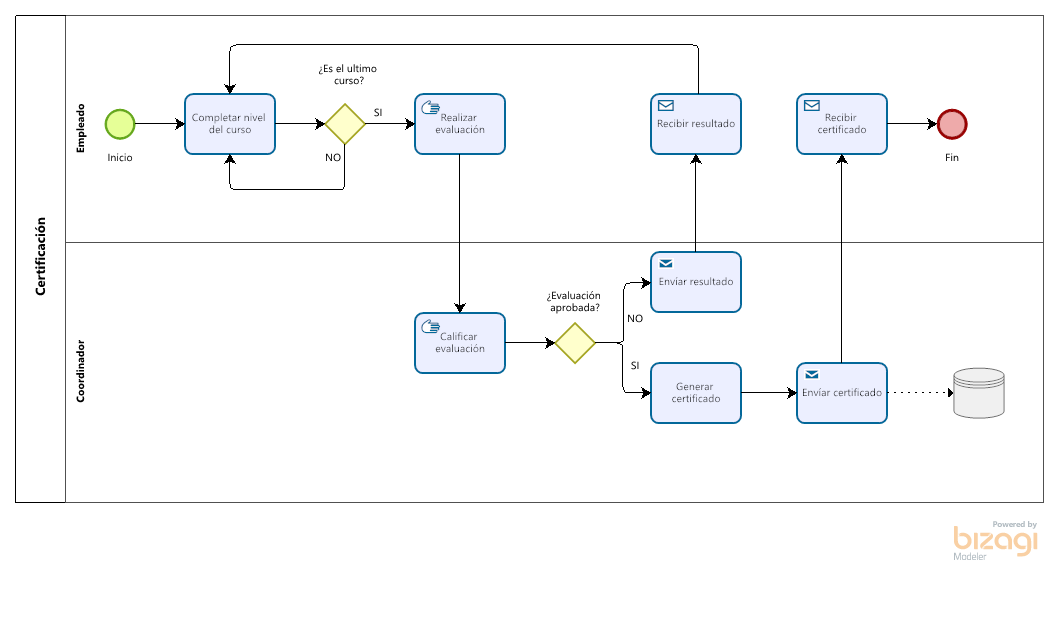 Certificación
Empleado
Inicio
Completar nivel
del curso
¿Es el ultimo
curso?
SI
NO
Realizar
evaluación
Recibir resultado
Recibir
certificado
Fin
Coordinador
Calificar
evaluación
¿Evaluación
aprobada?
NO
SI
Enviar resultado
Generar
certificado
Envíar certificado
Powered by
bizagi
Modeler